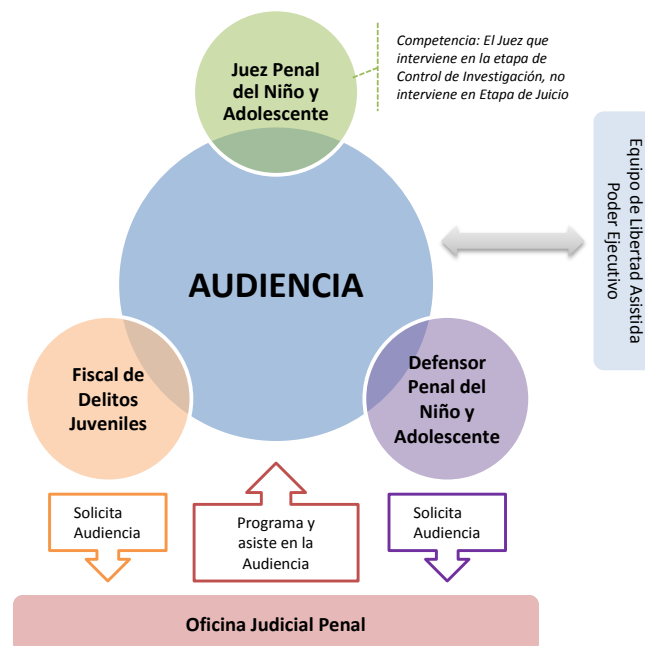 Juez Penal
del Niño y
Adolescente
Competencia: El Juez que
interviene en la etapa de
Control de Investigación, no
interviene en Etapa de Juicio
Equipo de Libertad Asistida
Poder Ejecutivo
AUDIENCIA
Fiscal de
Delitos
Juveniles
Defensor
Penal del
Niño y
Adolescente
Solicita
Audiencia
Programa y
asiste en la
Audiencia
Solicita
Audiencia
Oficina Judicial Penal